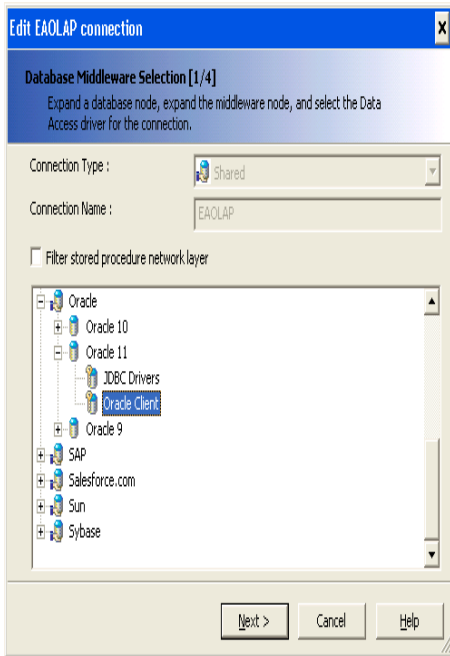 Edit EAOLAP connection
Database Middleware Selection [1/4]
Expand a database node, expand the middleware node, and select the Data
Access driver for the connection.
Connection Type :
Shared
Connection Name :
EAOLAP
Filter stored procedure network layer
Oracle
Oracle 10
Oracle 11
JDBC Drivers
Oracle Client
Oracle 9
SAP
Salesforce.com
Sun
Sybase
Next >
Cancel
Help